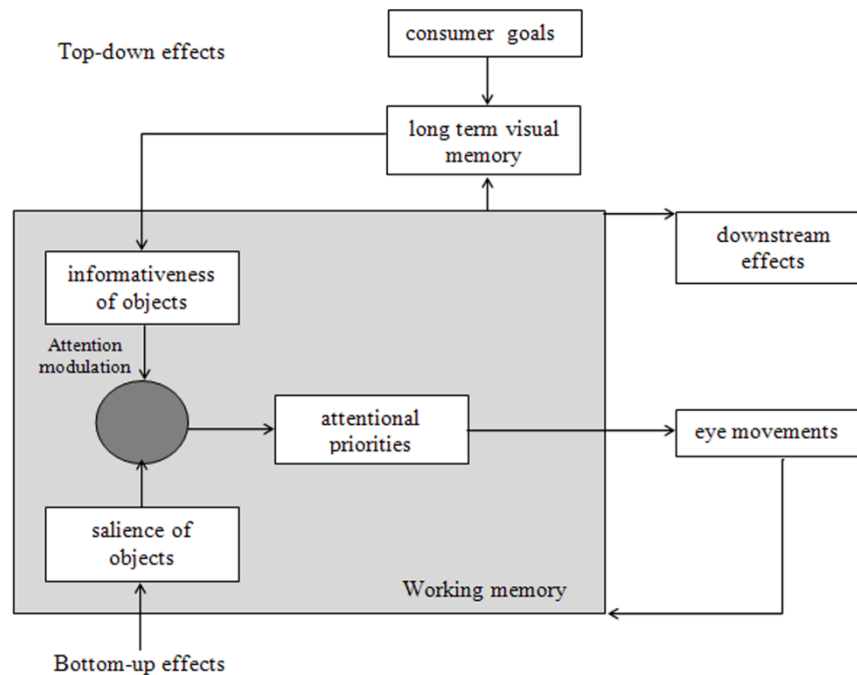 consumer goals
Top-down effects
long term visual
memory
downstream
effects
informativeness
of objects
Attention
modulation
attentional
priorities
eye movements
salience of
objects
Working memory
Bottom-up effects